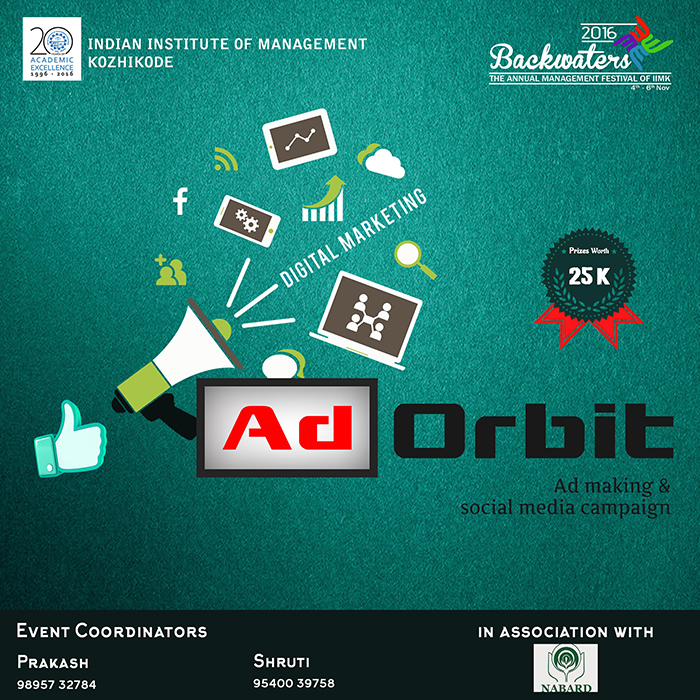 20
ACADEMIC
EXCELLENCE
1996 - 2016
INDIAN INSTITUTE OF MANAGEMENT
KOZHIKODE
2016
Backwaters
THE ANNUAL MANAGEMENT FESTIVAL OF IIMK
4th - 6th Nov
DIGITAL MARKETING
Prizes Worth
25 K
Ad Orbit
Ad making &
social media campaign
EVENT COORDINATORS
PRAKASH
98957 32784
SHRUTI
95400 39758
IN ASSOCIATION WITH
NABARD